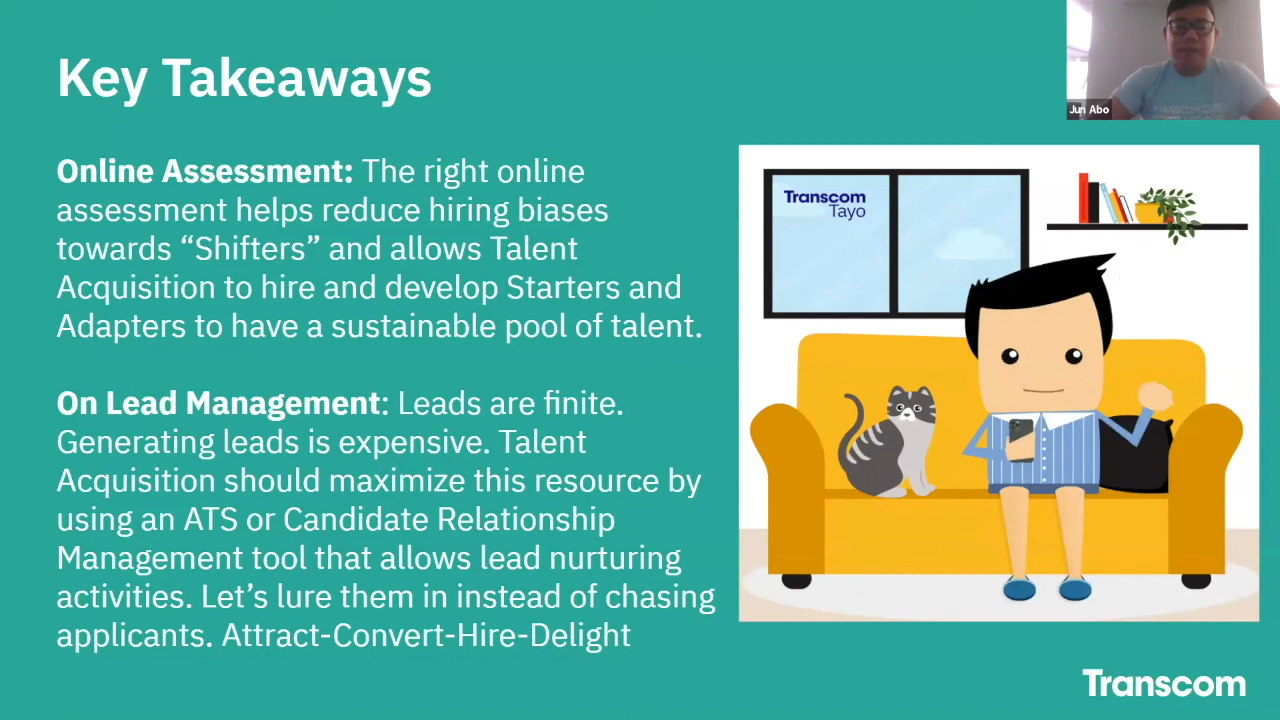 Key Takeaways
Jun Abo
Online Assessment: The right online
assessment helps reduce hiring biases
towards “Shifters” and allows Talent
Acquisition to hire and develop Starters and
Adapters to have a sustainable pool of talent.
On Lead Management: Leads are finite.
Generating leads is expensive. Talent
Acquisition should maximize this resource by
using an ATS or Candidate Relationship
Management tool that allows lead nurturing
activities. Let’s lure them in instead of chasing
applicants. Attract-Convert-Hire-Delight
Transcom
Tayo
Transcom